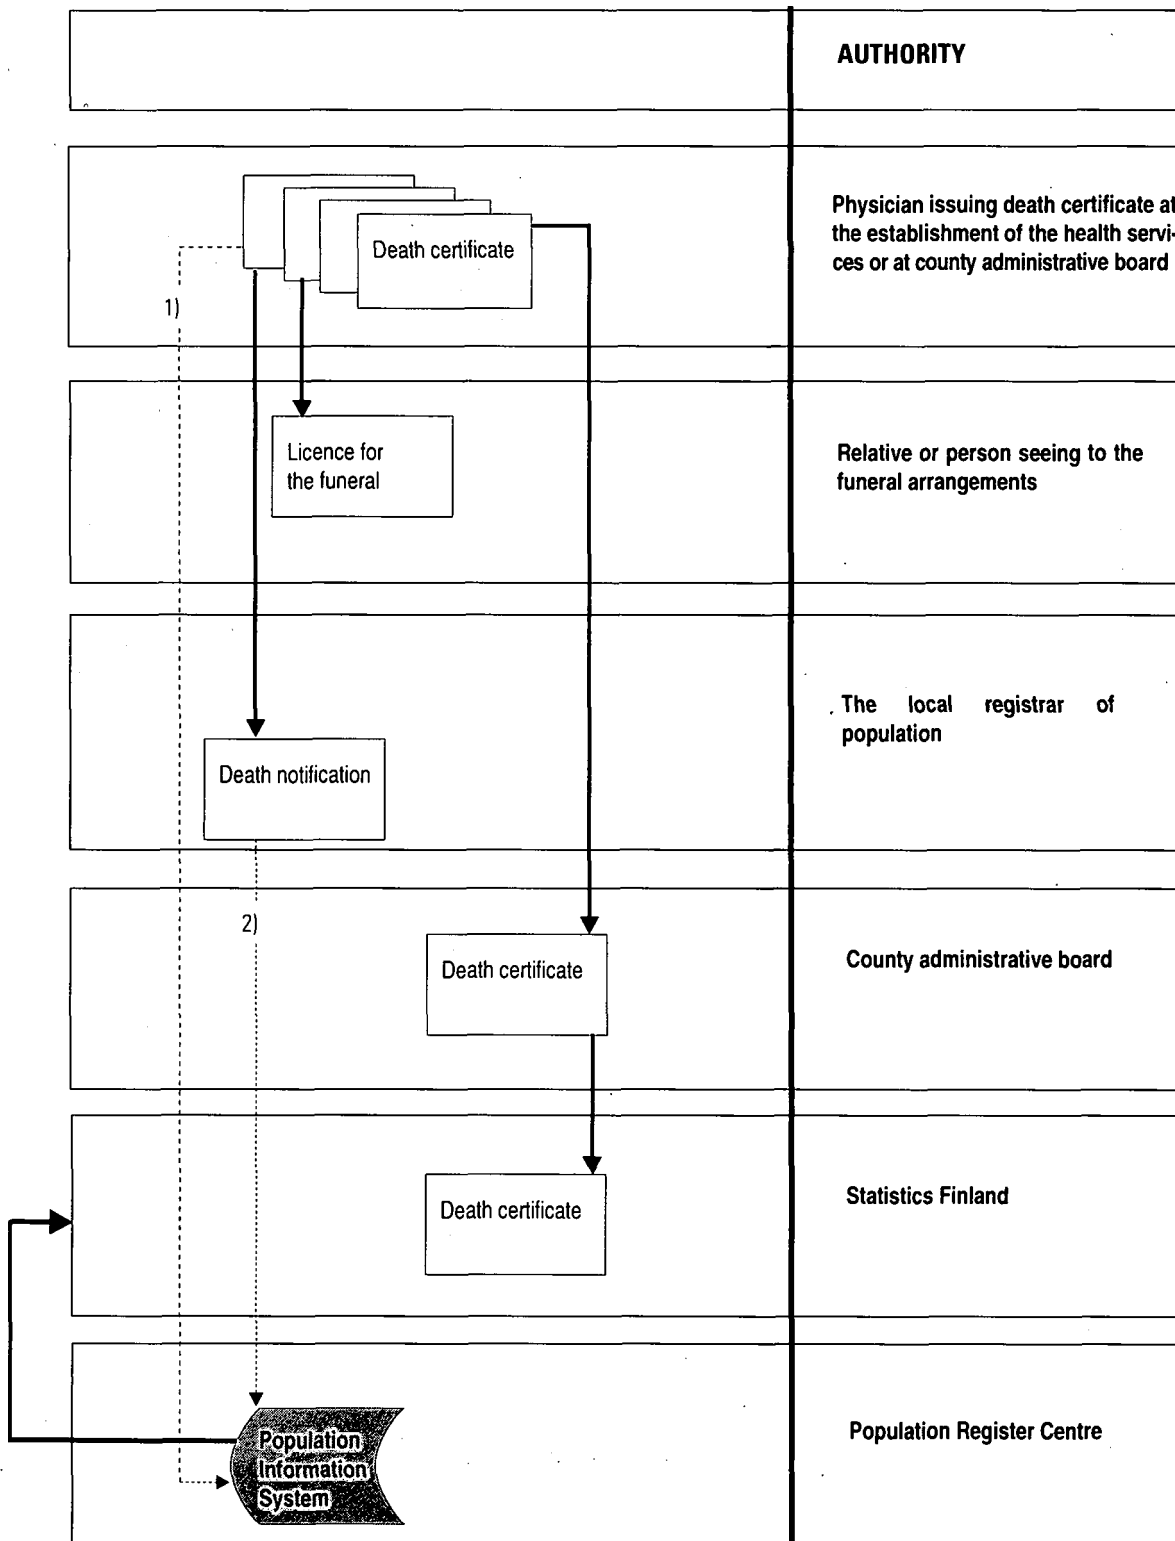 AUTHORITY
Death certificate
Physician issuing death certificate at
the establishment of the health servi-
ces or at county administrative board
1)
Licence for
the funeral
Relative or person seeing to the
funeral arrangements
The local registrar of
population
Death notification
2)
Death certificate
County administrative board
Death certificate
Statistics Finland
Population
Information
System
Population Register Centre